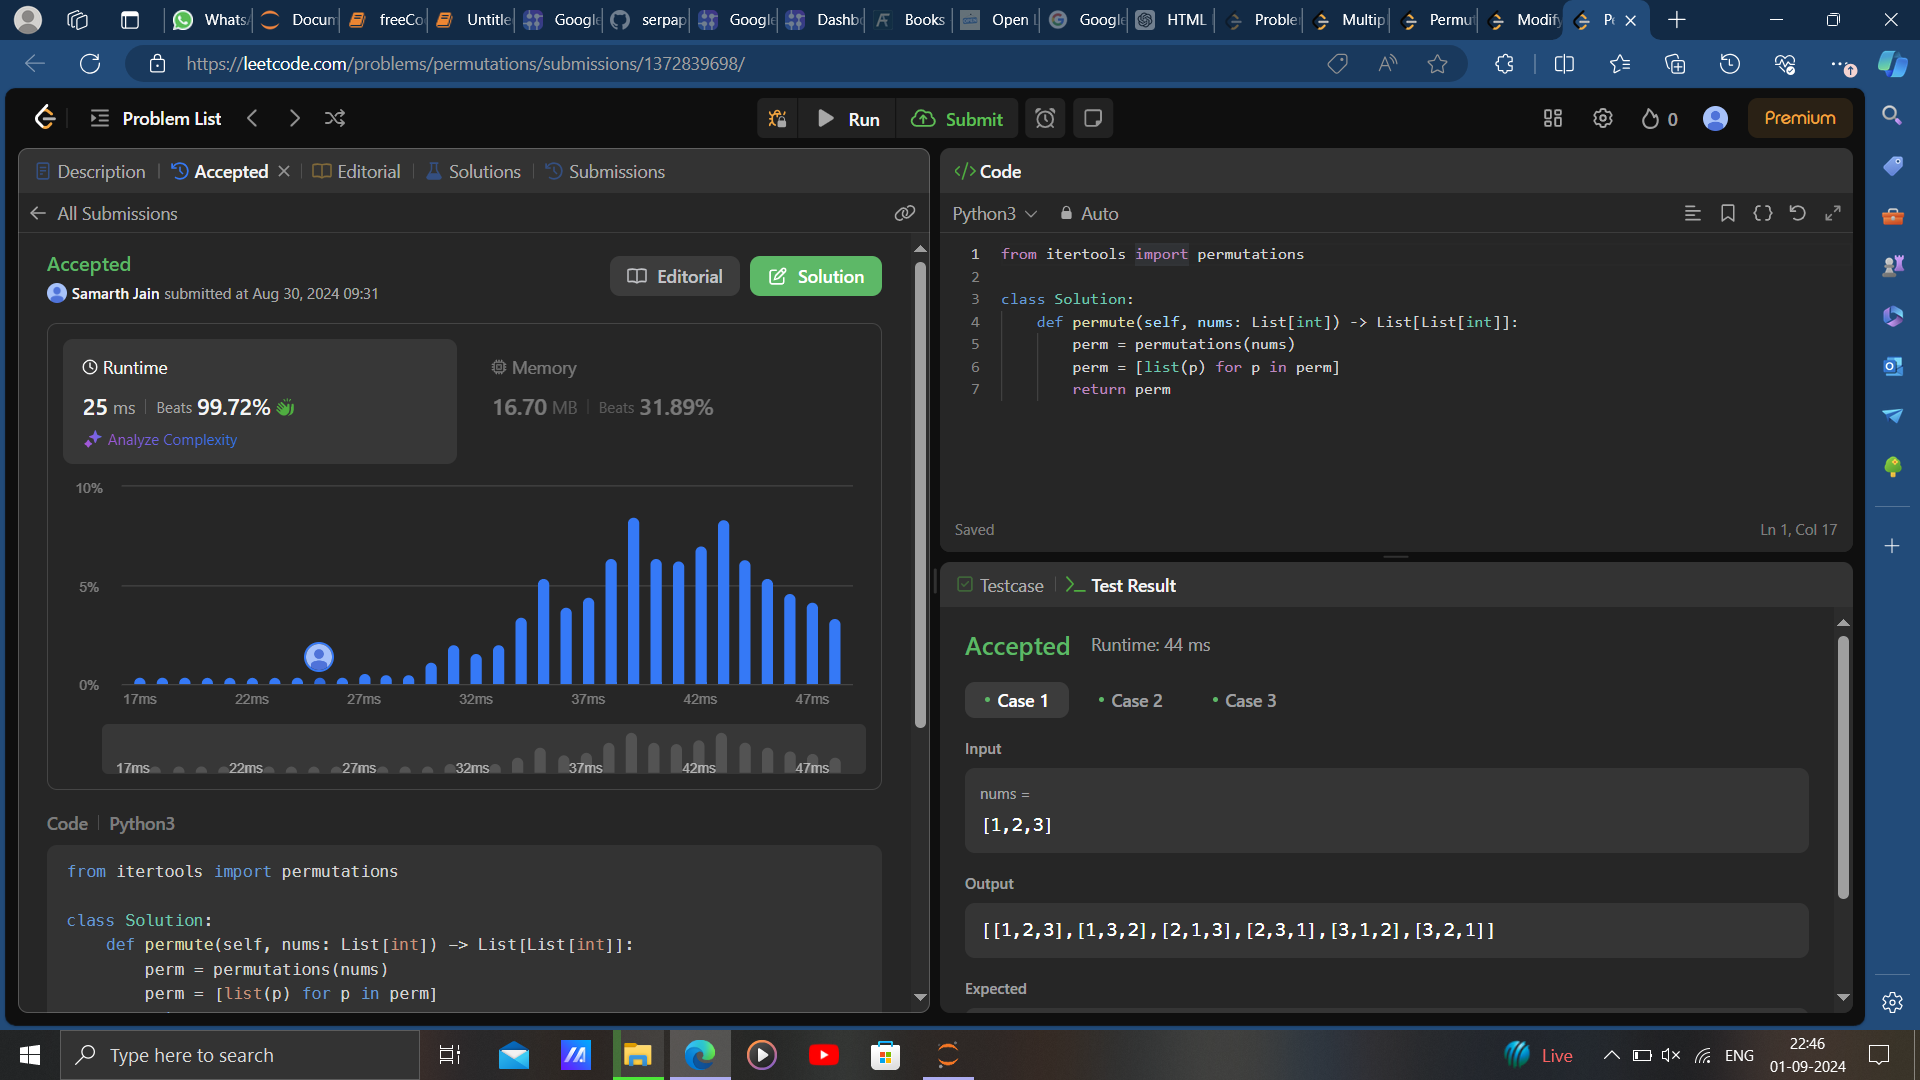 Whats
Docum
freeCo
Untitle
Google
serpap
Google
Dashbo
Books
Open L
Google
HTML
Proble
Multip
Permut
Modify
https://leetcode.com/problems/permutations/submissions/1372839698/
Problem List
Run
Submit
0
Premium
Description
Accepted
Editorial
Solutions
Submissions
All Submissions
Accepted
Samarth Jain submitted at Aug 30, 2024 09:31
Editorial
Solution
Runtime
25 ms
Beats 99.72%
Analyze Complexity
Memory
16.70 MB
Beats 31.89%
10%
5%
0%
17ms 22ms 27ms 32ms 37ms 42ms 47ms
17ms 22ms 27ms 32ms 37ms 42ms 47ms
Code
Python3
from itertools import permutations
class Solution:
def permute(self, nums: List[int]) -> List[List[int]]:
perm = permutations(nums)
perm = [list(p) for p in perm]
</> Code
Python3
Auto
1 from itertools import permutations
2
3 class Solution:
4 def permute(self, nums: List[int]) -> List[List[int]]:
5 perm = permutations(nums)
6 perm = [list(p) for p in perm]
7 return perm
Saved
Ln 1, Col 17
Testcase
Test Result
Accepted
Runtime: 44 ms
Case 1
Case 2
Case 3
Input
nums =
[1,2,3]
Output
[[1,2,3],[1,3,2],[2,1,3],[2,3,1],[3,1,2],[3,2,1]]
Expected
Type here to search
Live
ENG
22:46
01-09-2024